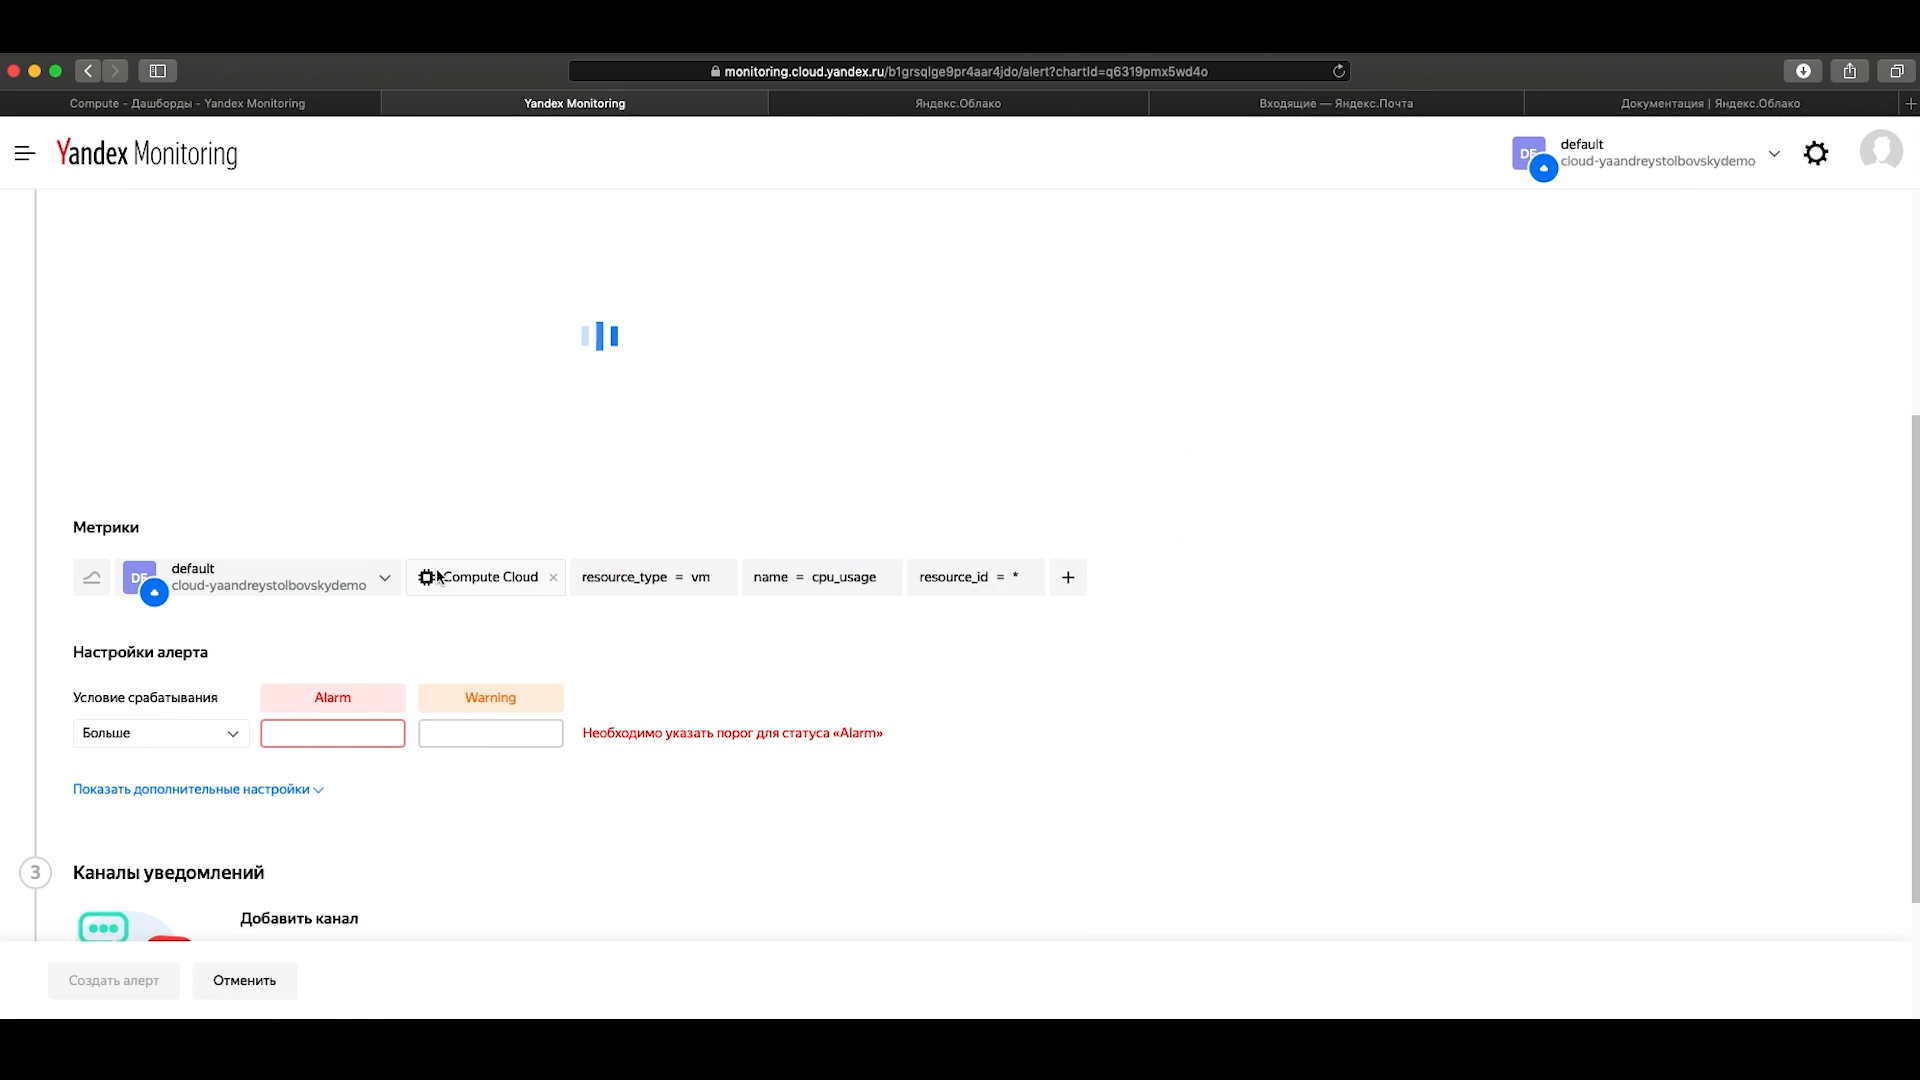 monitoring.cloud.yandex.ru/b1grsqlge9pr4aar4jdo/alert?chartId=q6319pmx5wd4o
Compute - Дашборды - Yandex Monitoring
Yandex Monitoring
Яндекс.Облако
Входящие — Яндекс.Почта
Документация | Яндекс.Облако
Yandex Monitoring
DE
default
cloud-yaandreystolbovskydemo
Метрики
DE
default
cloud-yaandreystolbovskydemo
Compute Cloud
resource_type = vm
name = cpu_usage
resource_id = *
Настройки алерта
Условие срабатывания
Alarm
Warning
Больше
Необходимо указать порог для статуса «Alarm»
Показать дополнительные настройки
3
Каналы уведомлений
Добавить канал
Создать алерт
Отменить